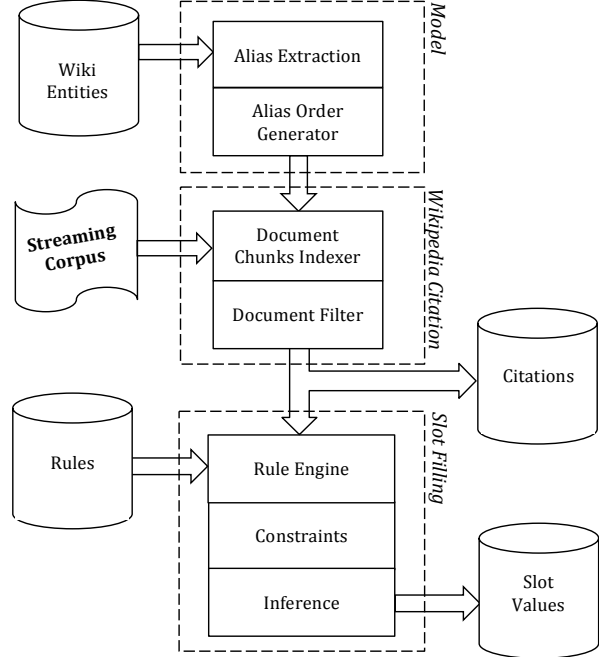 Model
Wiki
Entities
Alias Extraction
Alias Order
Generator
Wikipedia Citation
Streaming
Corpus
Document
Chunks Indexer
Document Filter
Citations
Slot Filling
Rules
Rule Engine
Constraints
Inference
Slot
Values